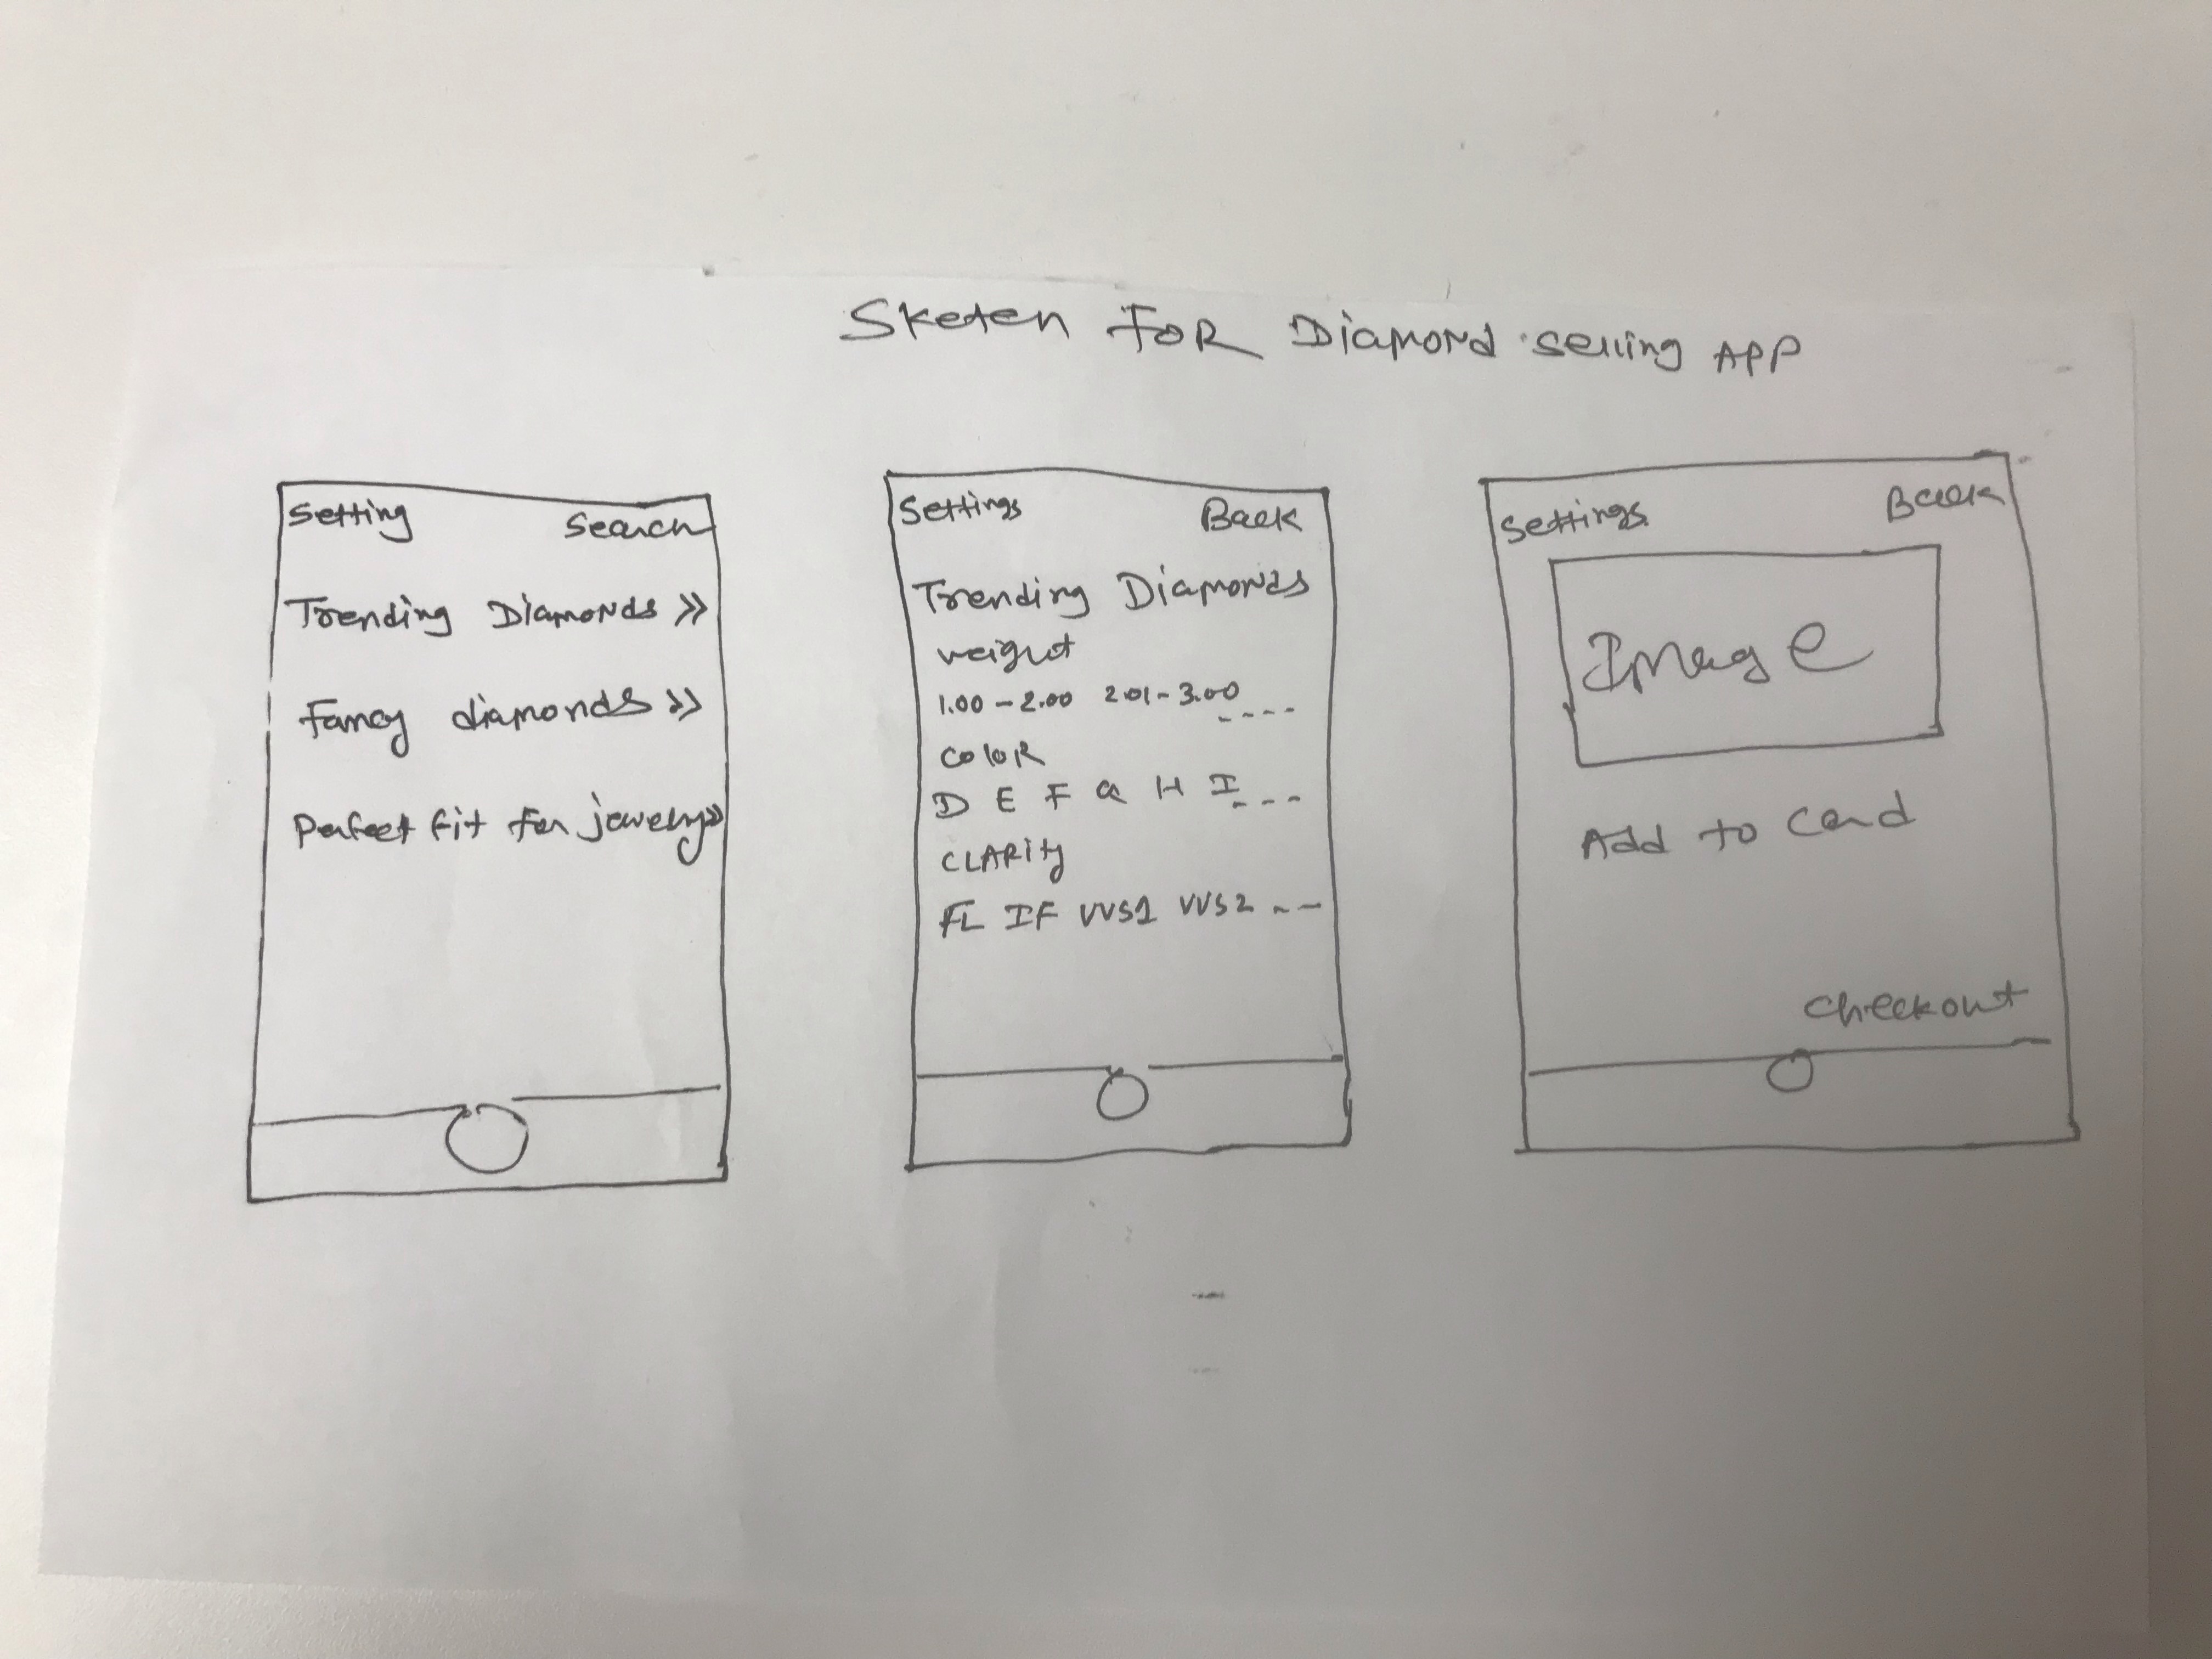 Sketch for Diamond selling App
Setting Search
Trending Diamonds >>
fancy diamonds >>
Perfect fit for jewelry >>
Settings Back
Trending Diamonds
weight
1.00-2.00 2.01-3.00 ----
COLOR
D E F G H I ---
CLARity
FL IF VVS1 VVS2 --
Settings Back
Image
Add to Card
Checkout